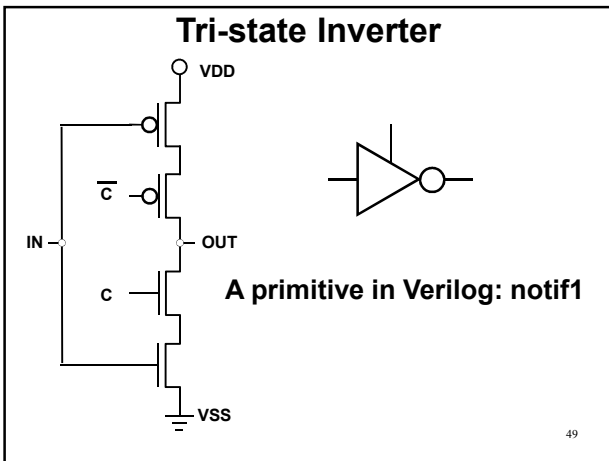 Tri-state Inverter
VDD
C̅
IN
OUT
C
A primitive in Verilog: notif1
VSS
49